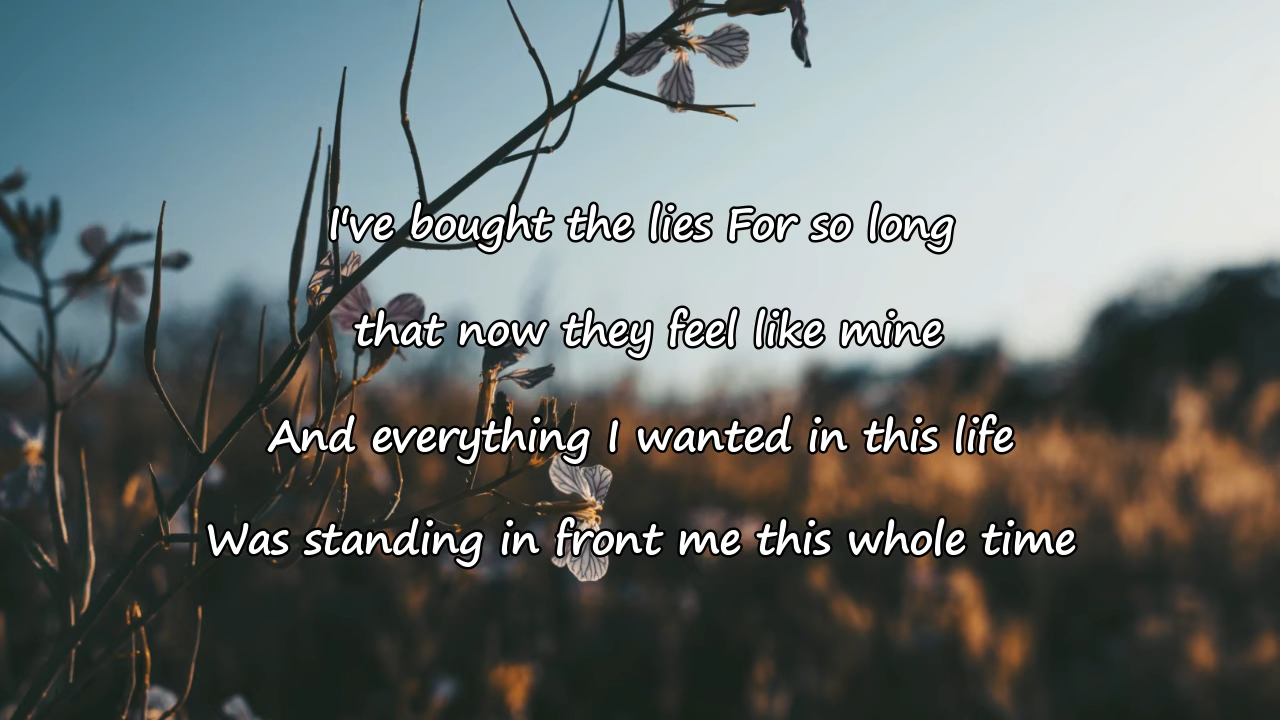 I've bought the lies For so long
that now they feel like mine
And everything I wanted in this life
Was standing in front me this whole time